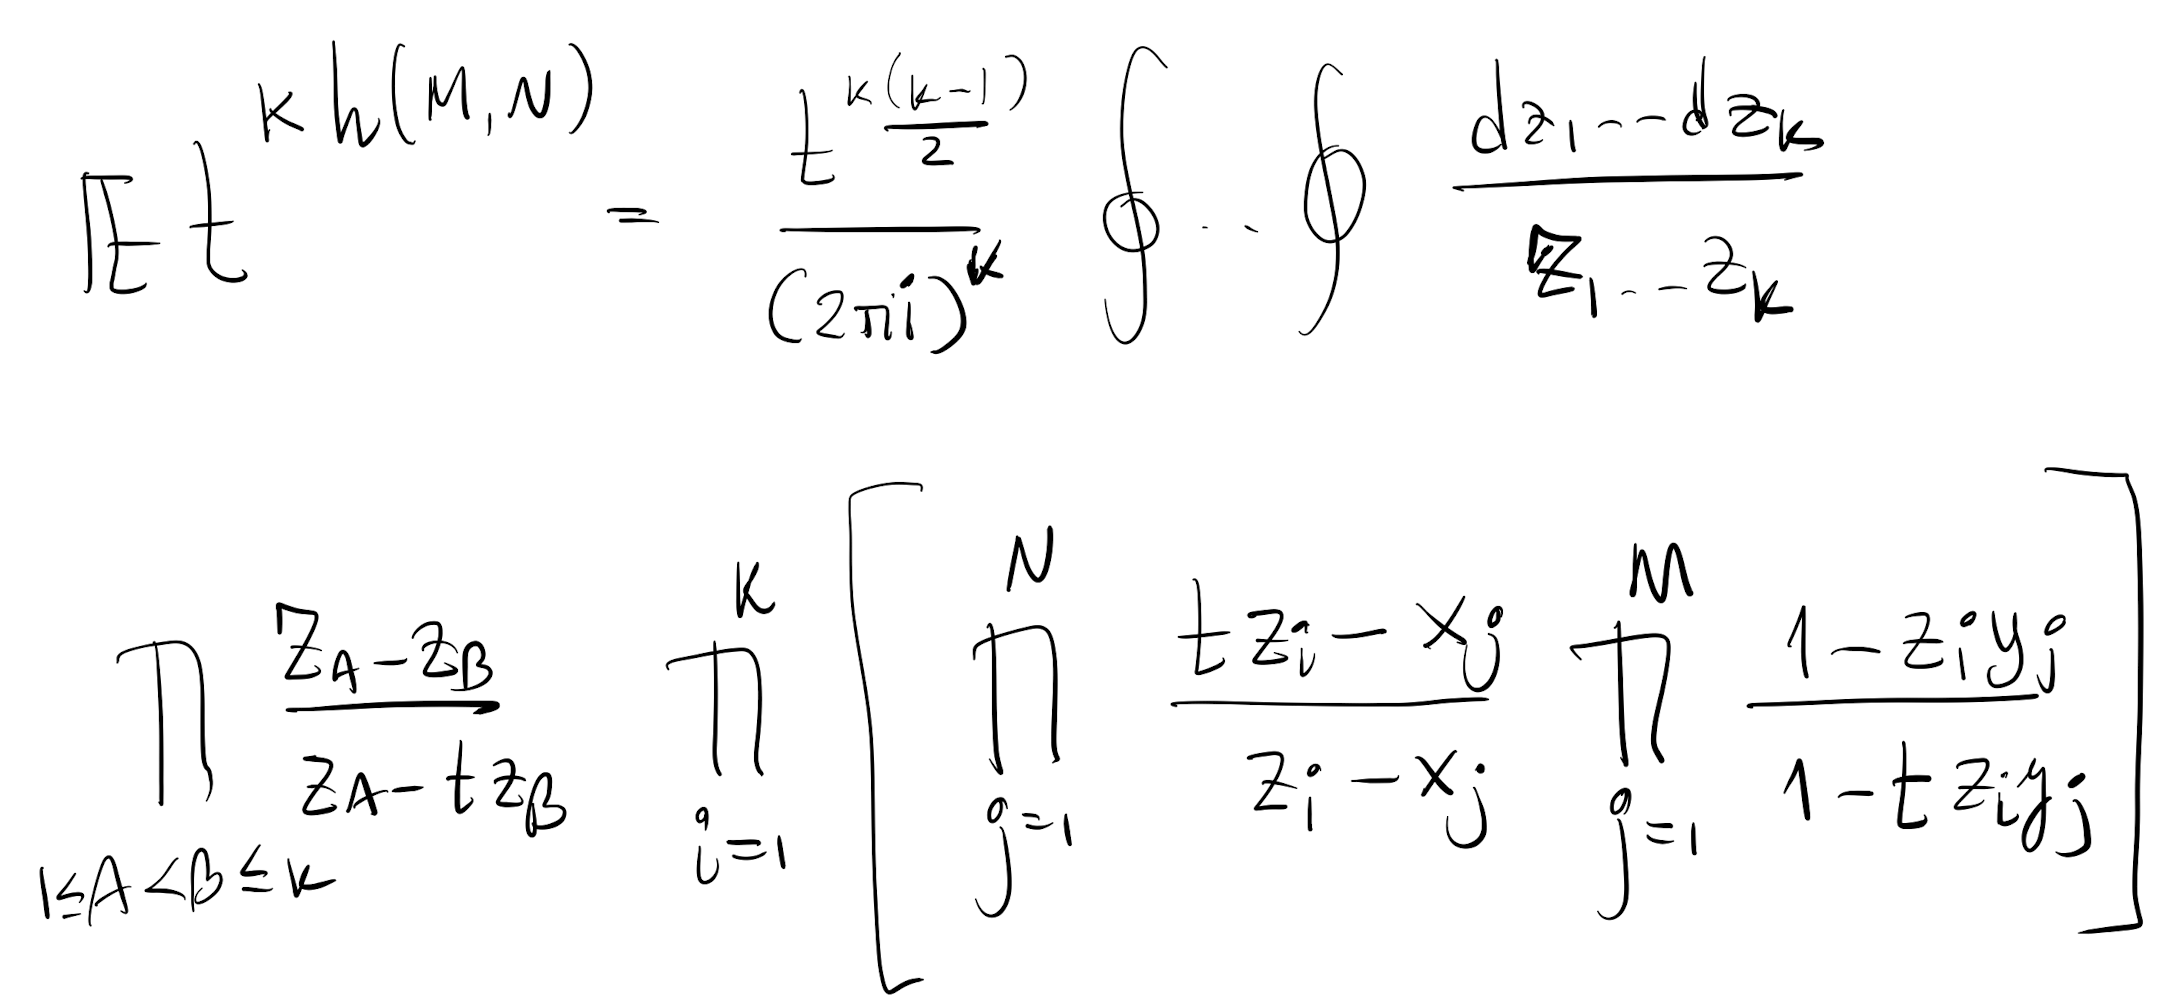 $\mathbb{E}\, t^{k h(M,N)} = \frac{t^{k\frac{(k-1)}{2}}}{(2\pi i)^k} \oint \cdots \oint \frac{dz_1 \cdots dz_k}{z_1 \cdots z_k}$
$\prod_{1 \le A < B \le k} \frac{z_A - z_B}{z_A - t z_B} \prod_{i=1}^{k} \left[ \prod_{j=1}^{N} \frac{t z_i - x_j}{z_i - x_j} \prod_{j=1}^{M} \frac{1 - z_i y_j}{1 - t z_i y_j} \right]$